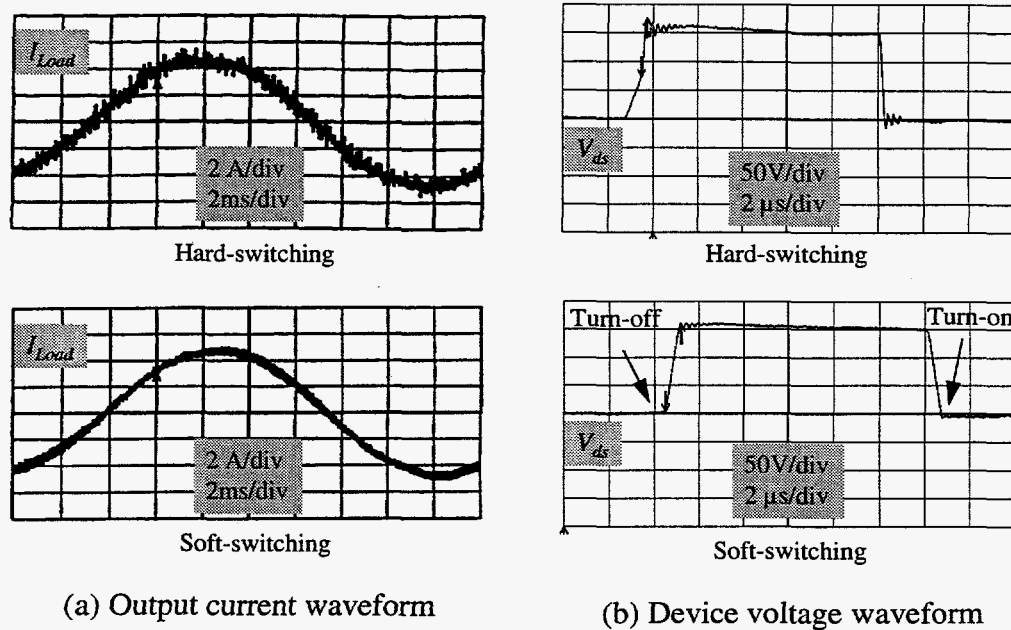 I_Load
2 A/div
2ms/div
Hard-switching
I_Load
2 A/div
2ms/div
Soft-switching
(a) Output current waveform
V_ds
50V/div
2 μs/div
Hard-switching
Turn-off
Turn-on
V_ds
50V/div
2 μs/div
Soft-switching
(b) Device voltage waveform